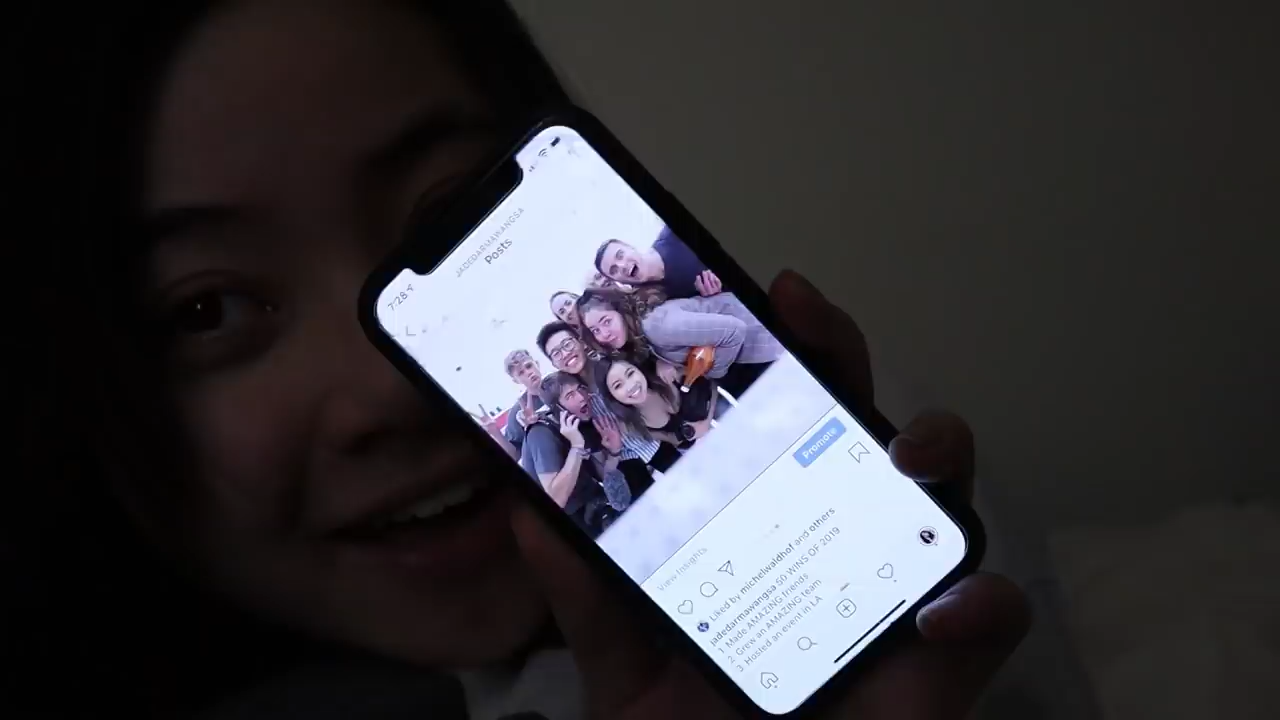 7:28
JADEDARMAWANGSA
Posts
View Insights
Promote
Liked by michelwaldhof and others
jadedarmawangsa 50 WINS OF 2019
1. Made AMAZING friends
2. Grew an AMAZING team
3. Hosted an event in LA